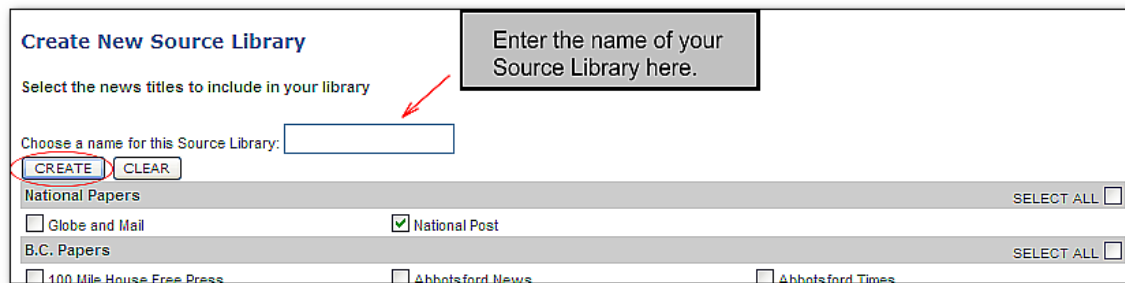 Create New Source Library
Enter the name of your
Source Library here.
Select the news titles to include in your library
Choose a name for this Source Library:
CREATE CLEAR
National Papers SELECT ALL
Globe and Mail National Post
B.C. Papers SELECT ALL
100 Mile House Free Press Abbotsford News Abbotsford Times